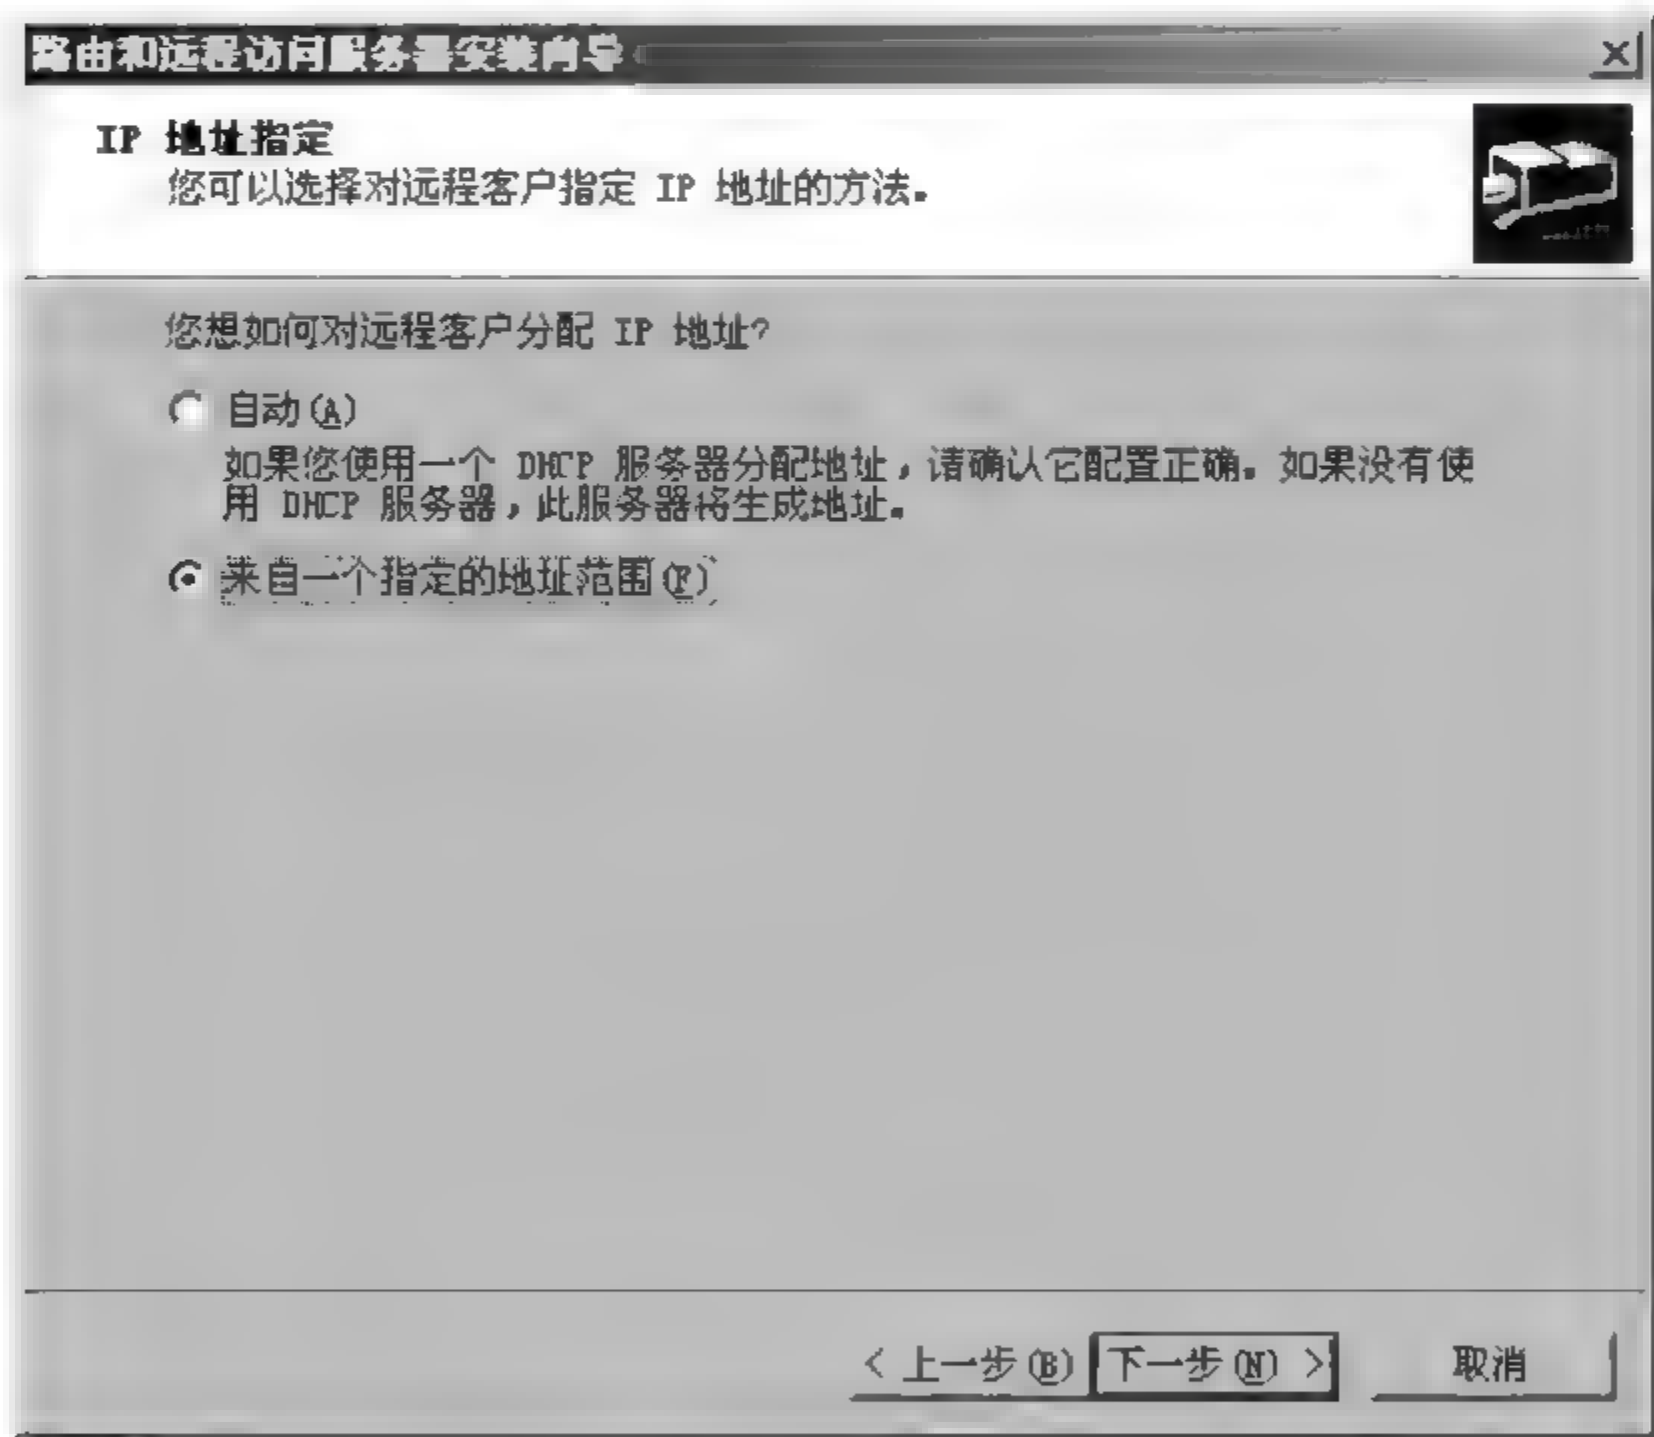 路由和远程访问服务器安装向导
IP 地址指定
您可以选择对远程客户指定 IP 地址的方法。
您想如何对远程客户分配 IP 地址?
自动(A)
如果您使用一个 DHCP 服务器分配地址，请确认它配置正确。如果没有使
用 DHCP 服务器，此服务器将生成地址。
来自一个指定的地址范围(F)
< 上一步(B) 下一步(N) > 取消